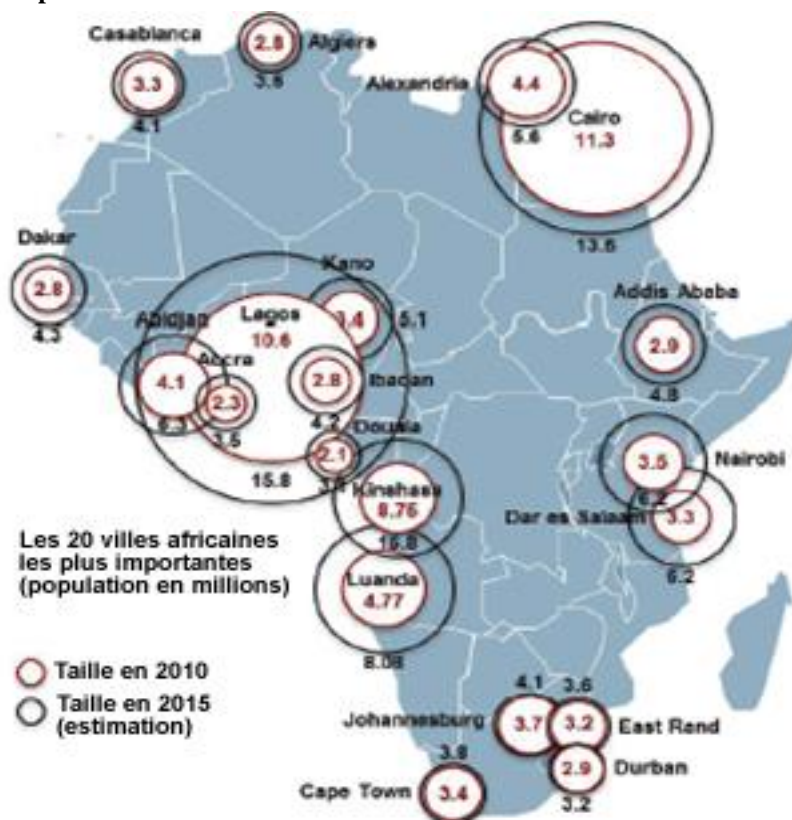 Casablanca
3.3
4.1
2.8
Algiers
3.6
Alexandria
4.4
5.6
Cairo
11.3
13.6
Dakar
2.8
4.3
Kano
3.4
5.1
Lagos
10.6
15.8
Abidjan
4.1
6.3
Accra
2.3
3.5
2.8
Ibadan
4.2
Douala
2.1
Addis Ababa
2.9
4.8
3.5
Nairobi
6.2
Dar es Salaam
3.3
6.2
Kinshasa
8.75
15.8
Luanda
4.77
8.08
Les 20 villes africaines
les plus importantes
(population en millions)
Taille en 2010
Taille en 2015
(estimation)
4.1
Johannesburg
3.7
3.6
3.2
East Rand
2.9
Durban
3.2
3.8
Cape Town
3.4